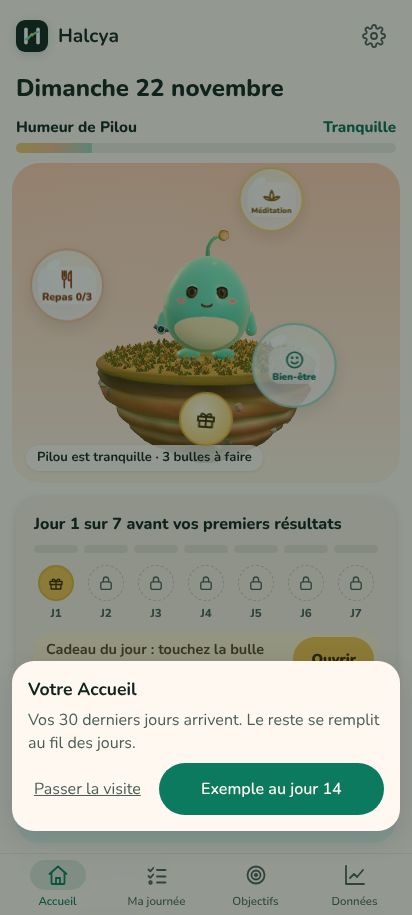 Halcya
Dimanche 22 novembre
Humeur de Pilou
Tranquille
Méditation
Repas 0/3
Bien-être
Pilou est tranquille · 3 bulles à faire
Jour 1 sur 7 avant vos premiers résultats
J1 J2 J3 J4 J5 J6 J7
Cadeau du jour : touchez la bulle
Ouvrir
Votre Accueil
Vos 30 derniers jours arrivent. Le reste se remplit
au fil des jours.
Passer la visite
Exemple au jour 14
Accueil
Ma journée
Objectifs
Données